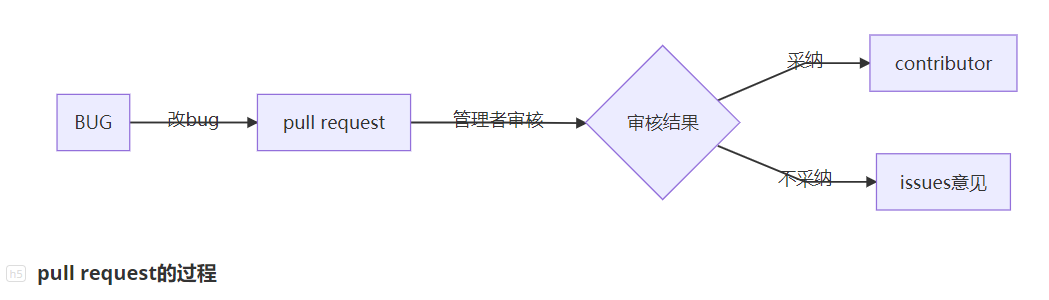 BUG
改bug
pull request
管理者审核
审核结果
采纳
contributor
不采纳
issues意见
h5 pull request的过程